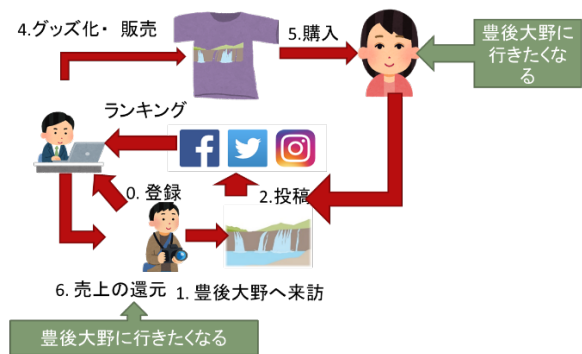 4.グッズ化・ 販売
5.購入
豊後大野に
行きたくな
る
ランキング
0. 登録
2.投稿
6. 売上の還元
1. 豊後大野へ来訪
豊後大野に行きたくなる